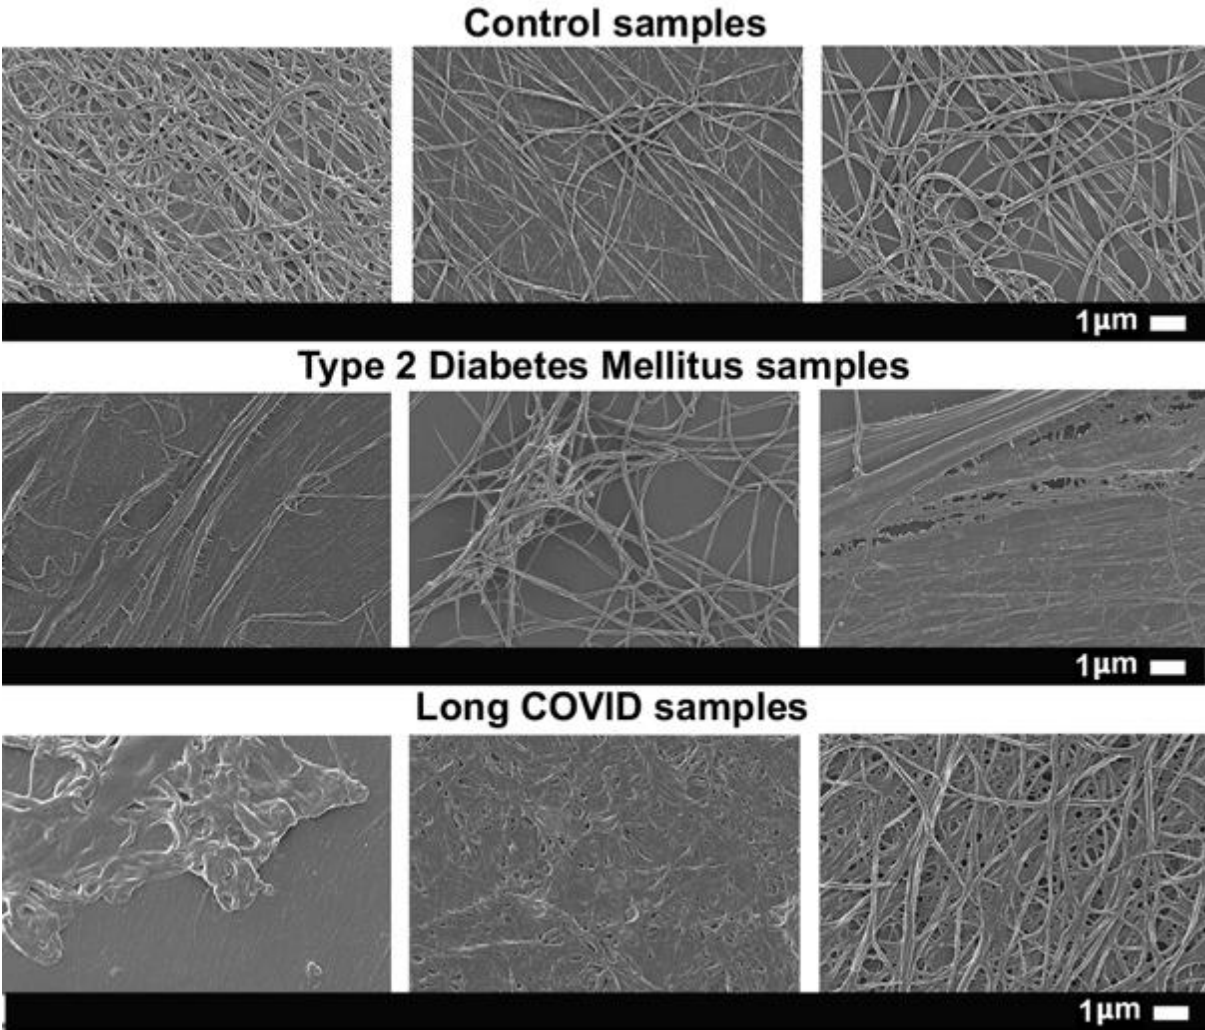 Control samples
1µm
Type 2 Diabetes Mellitus samples
1µm
Long COVID samples
1µm